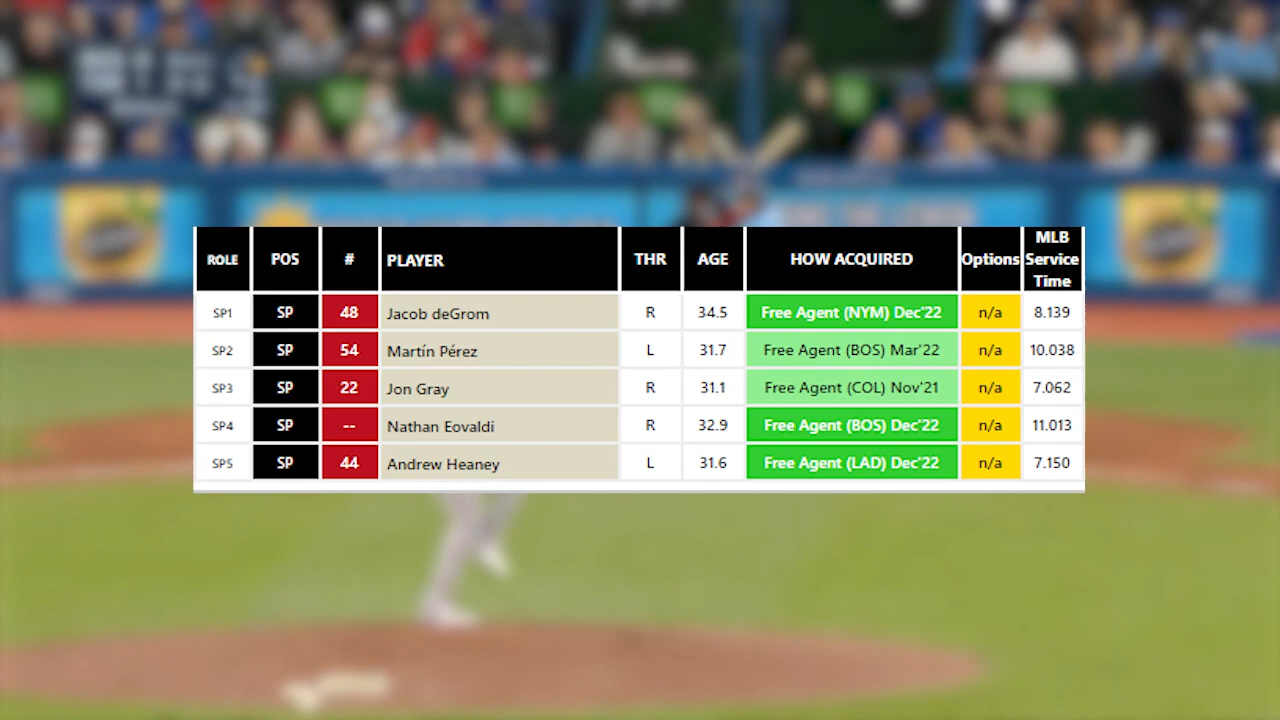 ROLE POS # PLAYER THR AGE HOW ACQUIRED Options MLB Service Time
SP1 SP 48 Jacob deGrom R 34.5 Free Agent (NYM) Dec'22 n/a 8.139
SP2 SP 54 Martín Pérez L 31.7 Free Agent (BOS) Mar'22 n/a 10.038
SP3 SP 22 Jon Gray R 31.1 Free Agent (COL) Nov'21 n/a 7.062
SP4 SP -- Nathan Eovaldi R 32.9 Free Agent (BOS) Dec'22 n/a 11.013
SP5 SP 44 Andrew Heaney L 31.6 Free Agent (LAD) Dec'22 n/a 7.150